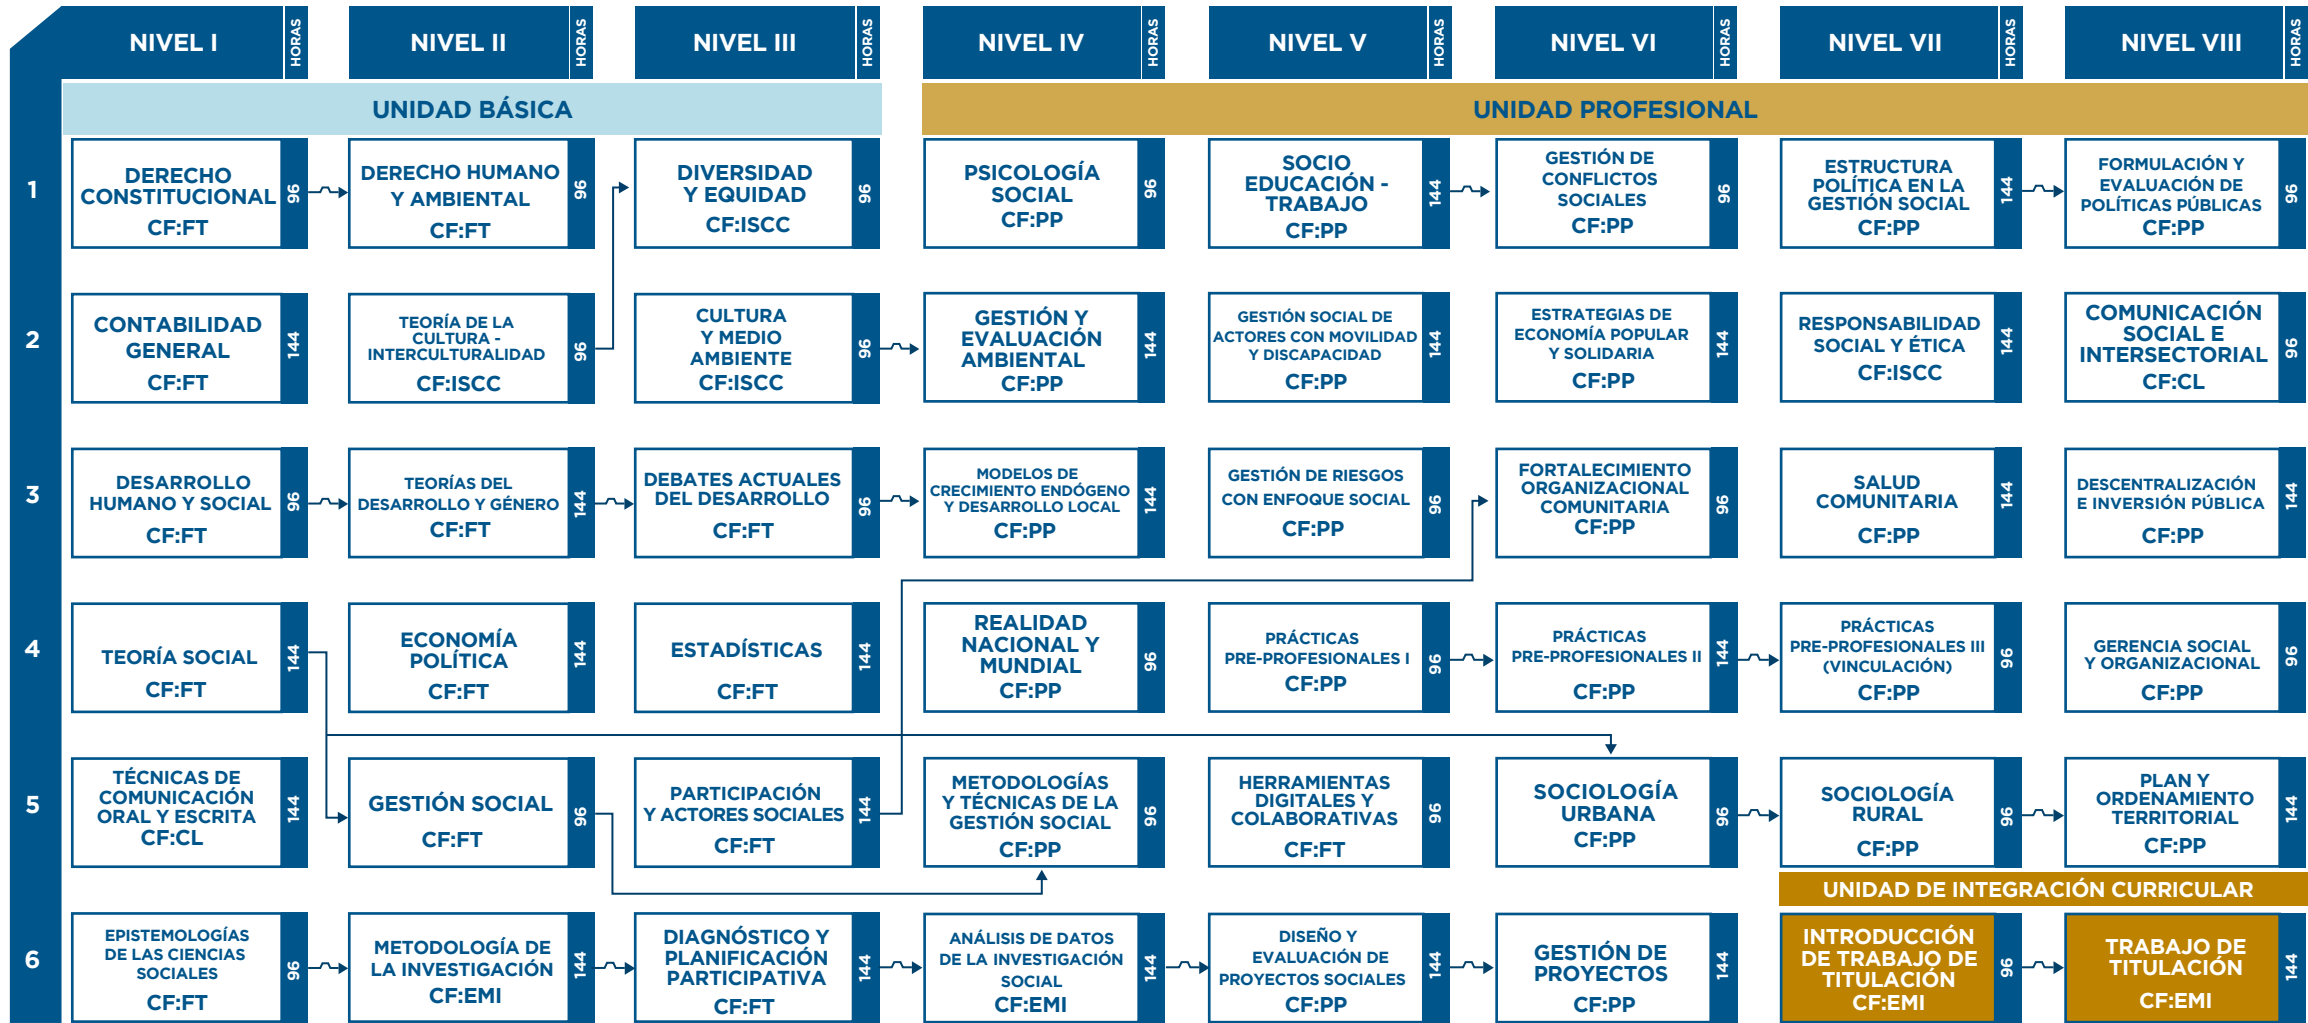 NIVEL I
HORAS
NIVEL II
HORAS
NIVEL III
HORAS
NIVEL IV
HORAS
NIVEL V
HORAS
NIVEL VI
HORAS
NIVEL VII
HORAS
NIVEL VIII
HORAS
UNIDAD BÁSICA
UNIDAD PROFESIONAL
1
DERECHO
CONSTITUCIONAL
CF:FT
96
DERECHO HUMANO
Y AMBIENTAL
CF:FT
96
DIVERSIDAD
Y EQUIDAD
CF:ISCC
96
PSICOLOGÍA
SOCIAL
CF:PP
96
SOCIO
EDUCACIÓN -
TRABAJO
CF:PP
144
GESTIÓN DE
CONFLICTOS
SOCIALES
CF:PP
96
ESTRUCTURA
POLÍTICA EN LA
GESTIÓN SOCIAL
CF:PP
144
FORMULACIÓN Y
EVALUACIÓN DE
POLÍTICAS PÚBLICAS
CF:PP
96
2
CONTABILIDAD
GENERAL
CF:FT
144
TEORÍA DE LA
CULTURA -
INTERCULTURALIDAD
CF:ISCC
96
CULTURA
Y MEDIO
AMBIENTE
CF:ISCC
96
GESTIÓN Y
EVALUACIÓN
AMBIENTAL
CF:PP
144
GESTIÓN SOCIAL DE
ACTORES CON MOVILIDAD
Y DISCAPACIDAD
CF:PP
144
ESTRATEGIAS DE
ECONOMÍA POPULAR
Y SOLIDARIA
CF:PP
144
RESPONSABILIDAD
SOCIAL Y ÉTICA
CF:ISCC
144
COMUNICACIÓN
SOCIAL E
INTERSECTORIAL
CF:CL
96
3
DESARROLLO
HUMANO Y SOCIAL
CF:FT
96
TEORÍAS DEL
DESARROLLO Y GÉNERO
CF:FT
144
DEBATES ACTUALES
DEL DESARROLLO
CF:FT
96
MODELOS DE
CRECIMIENTO ENDÓGENO
Y DESARROLLO LOCAL
CF:PP
144
GESTIÓN DE RIESGOS
CON ENFOQUE SOCIAL
CF:PP
96
FORTALECIMIENTO
ORGANIZACIONAL
COMUNITARIA
CF:PP
96
SALUD
COMUNITARIA
CF:PP
144
DESCENTRALIZACIÓN
E INVERSIÓN PÚBLICA
CF:PP
144
4
TEORÍA SOCIAL
CF:FT
144
ECONOMÍA
POLÍTICA
CF:FT
144
ESTADÍSTICAS
CF:FT
144
REALIDAD
NACIONAL Y
MUNDIAL
CF:PP
96
PRÁCTICAS
PRE-PROFESIONALES I
CF:PP
96
PRÁCTICAS
PRE-PROFESIONALES II
CF:PP
144
PRÁCTICAS
PRE-PROFESIONALES III
(VINCULACIÓN)
CF:PP
96
GERENCIA SOCIAL
Y ORGANIZACIONAL
CF:PP
96
5
TÉCNICAS DE
COMUNICACIÓN
ORAL Y ESCRITA
CF:CL
144
GESTIÓN SOCIAL
CF:FT
96
PARTICIPACIÓN
Y ACTORES SOCIALES
CF:FT
144
METODOLOGÍAS
Y TÉCNICAS DE LA
GESTIÓN SOCIAL
CF:PP
96
HERRAMIENTAS
DIGITALES Y
COLABORATIVAS
CF:FT
96
SOCIOLOGÍA
URBANA
CF:PP
96
SOCIOLOGÍA
RURAL
CF:PP
96
PLAN Y
ORDENAMIENTO
TERRITORIAL
CF:PP
144
UNIDAD DE INTEGRACIÓN CURRICULAR
6
EPISTEMOLOGÍAS
DE LAS CIENCIAS
SOCIALES
CF:FT
96
METODOLOGÍA DE
LA INVESTIGACIÓN
CF:EMI
144
DIAGNÓSTICO Y
PLANIFICACIÓN
PARTICIPATIVA
CF:FT
144
ANÁLISIS DE DATOS
DE LA INVESTIGACIÓN
SOCIAL
CF:EMI
144
DISEÑO Y
EVALUACIÓN DE
PROYECTOS SOCIALES
CF:PP
144
GESTIÓN DE
PROYECTOS
CF:PP
144
INTRODUCCIÓN
DE TRABAJO DE
TITULACIÓN
CF:EMI
96
TRABAJO DE
TITULACIÓN
CF:EMI
144